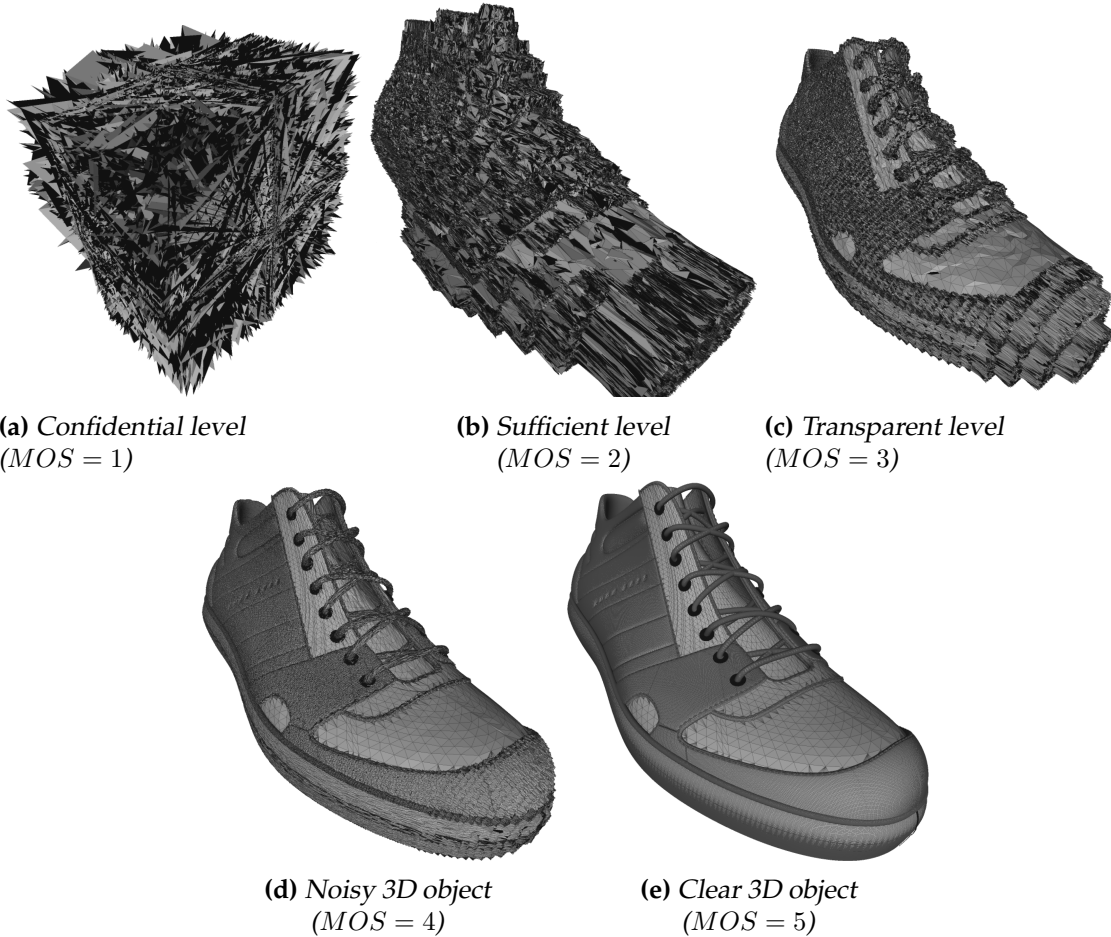 (a) Confidential level
(MOS = 1)
(b) Sufficient level
(MOS = 2)
(c) Transparent level
(MOS = 3)
(d) Noisy 3D object
(MOS = 4)
(e) Clear 3D object
(MOS = 5)